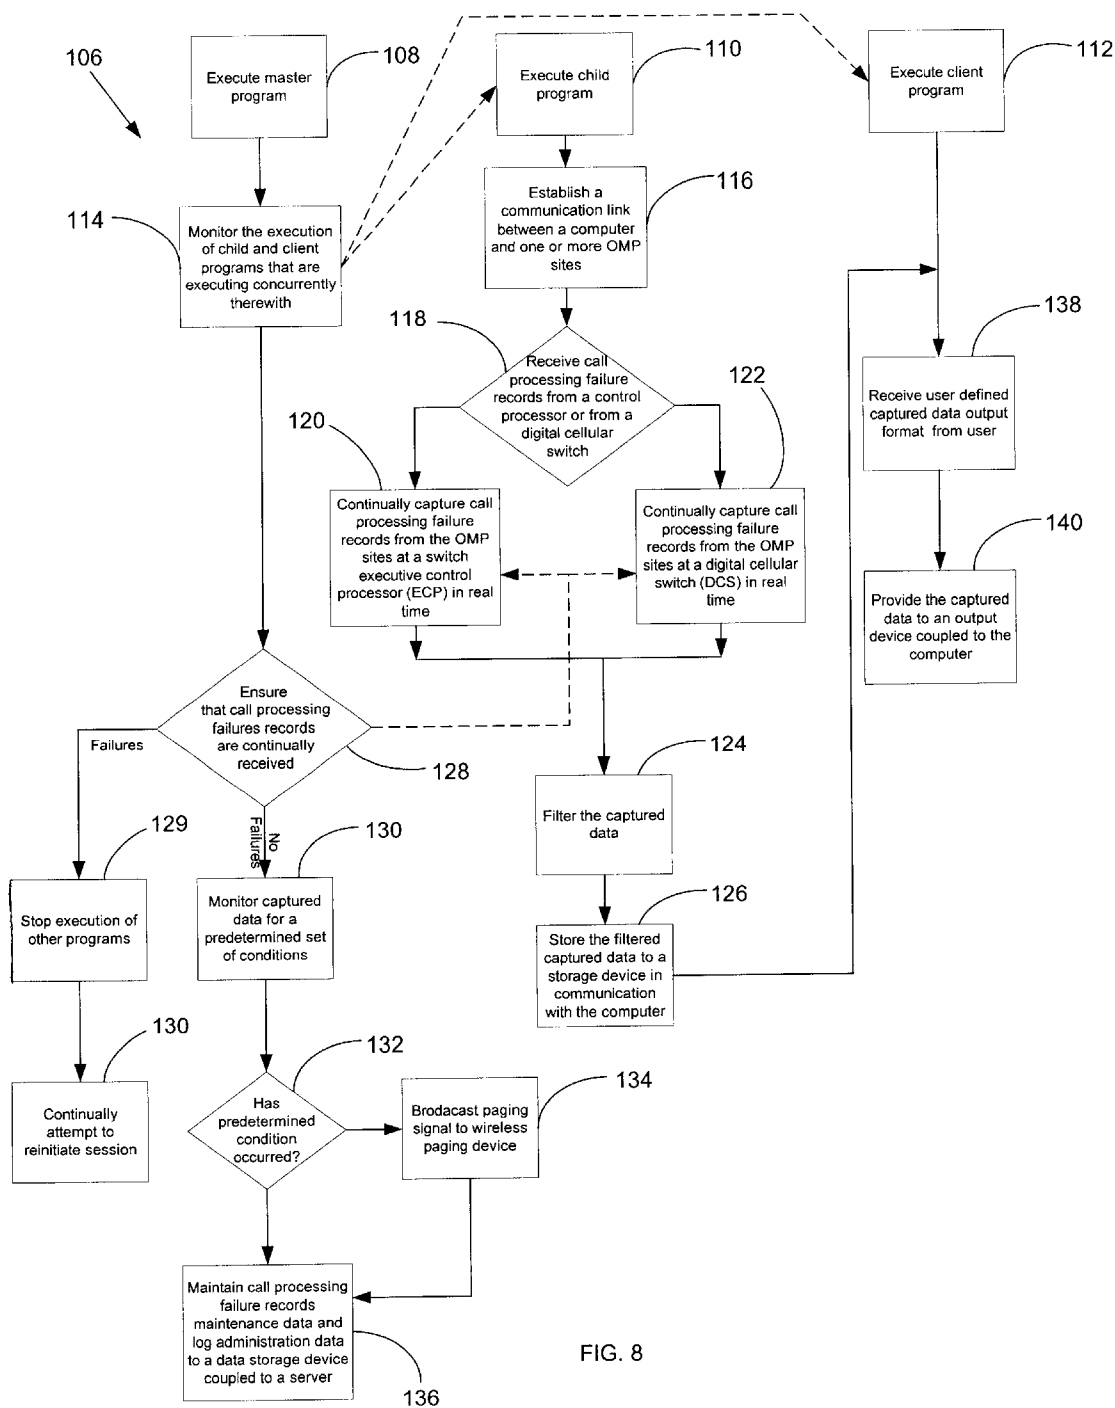 106
108
Execute master
program
110
Execute child
program
112
Execute client
program
114
Monitor the execution
of child and client
programs that are
executing concurrently
therewith
116
Establish a
communication link
between a computer
and one or more OMP
sites
118
Receive call
processing failure
records from a control
processor or from a
digital cellular
switch
120
Continually capture call
processing failure
records from the OMP
sites at a switch
executive control
processor (ECP) in real
time
122
Continually capture call
processing failure
records from the OMP
sites at a digital cellular
switch (DCS) in real
time
138
Receive user defined
captured data output
format from user
140
Provide the captured
data to an output
device coupled to the
computer
Ensure
that call processing
failures records
are continually
received
128
Failures
No
Failures
124
Filter the captured
data
126
Store the filtered
captured data to a
storage device in
communication
with the computer
129
Stop execution of
other programs
130
Monitor captured
data for a
predetermined set
of conditions
130
Continually
attempt to
reinitiate session
132
Has
predetermined
condition
occurred?
134
Brodacast paging
signal to wireless
paging device
Maintain call processing
failure records
maintenance data and
log administration data
to a data storage device
coupled to a server
136
FIG. 8